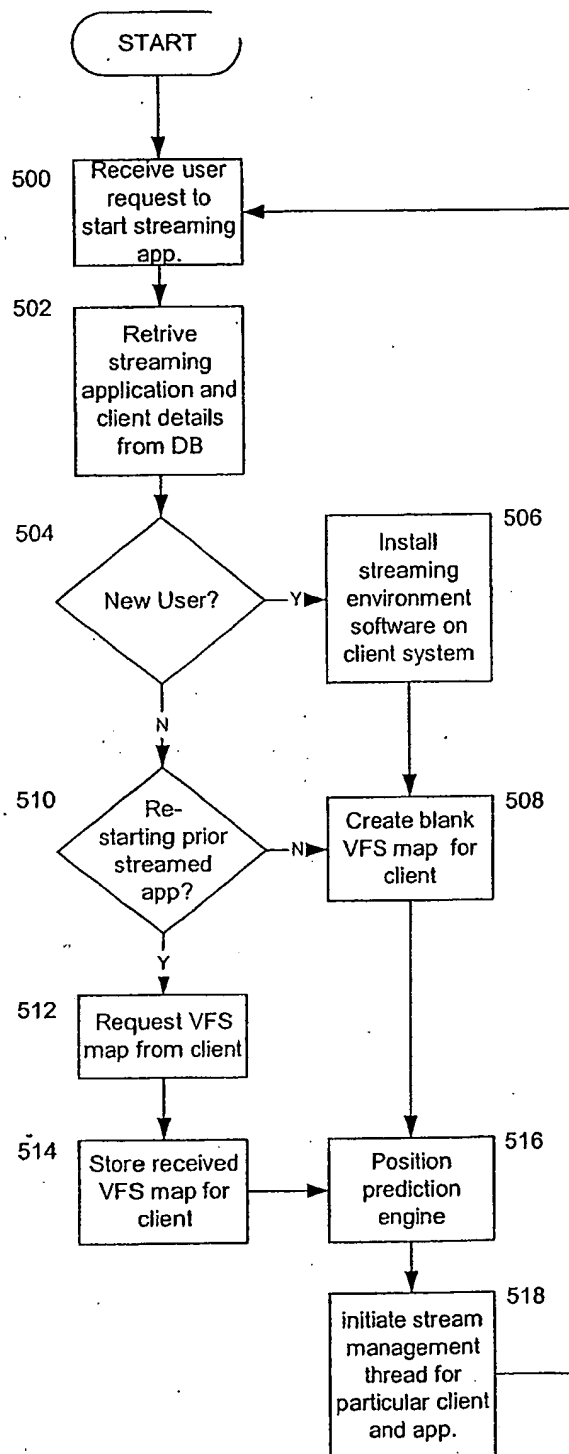 START
500
Receive user
request to
start streaming
app.
502
Retrive
streaming
application and
client details
from DB
504
New User?
Y
506
Install
streaming
environment
software on
client system
N
510
Re-
starting prior
streamed
app?
N
508
Create blank
VFS map for
client
Y
512
Request VFS
map from client
514
Store received
VFS map for
client
516
Position
prediction
engine
518
initiate stream
management
thread for
particular client
and app.